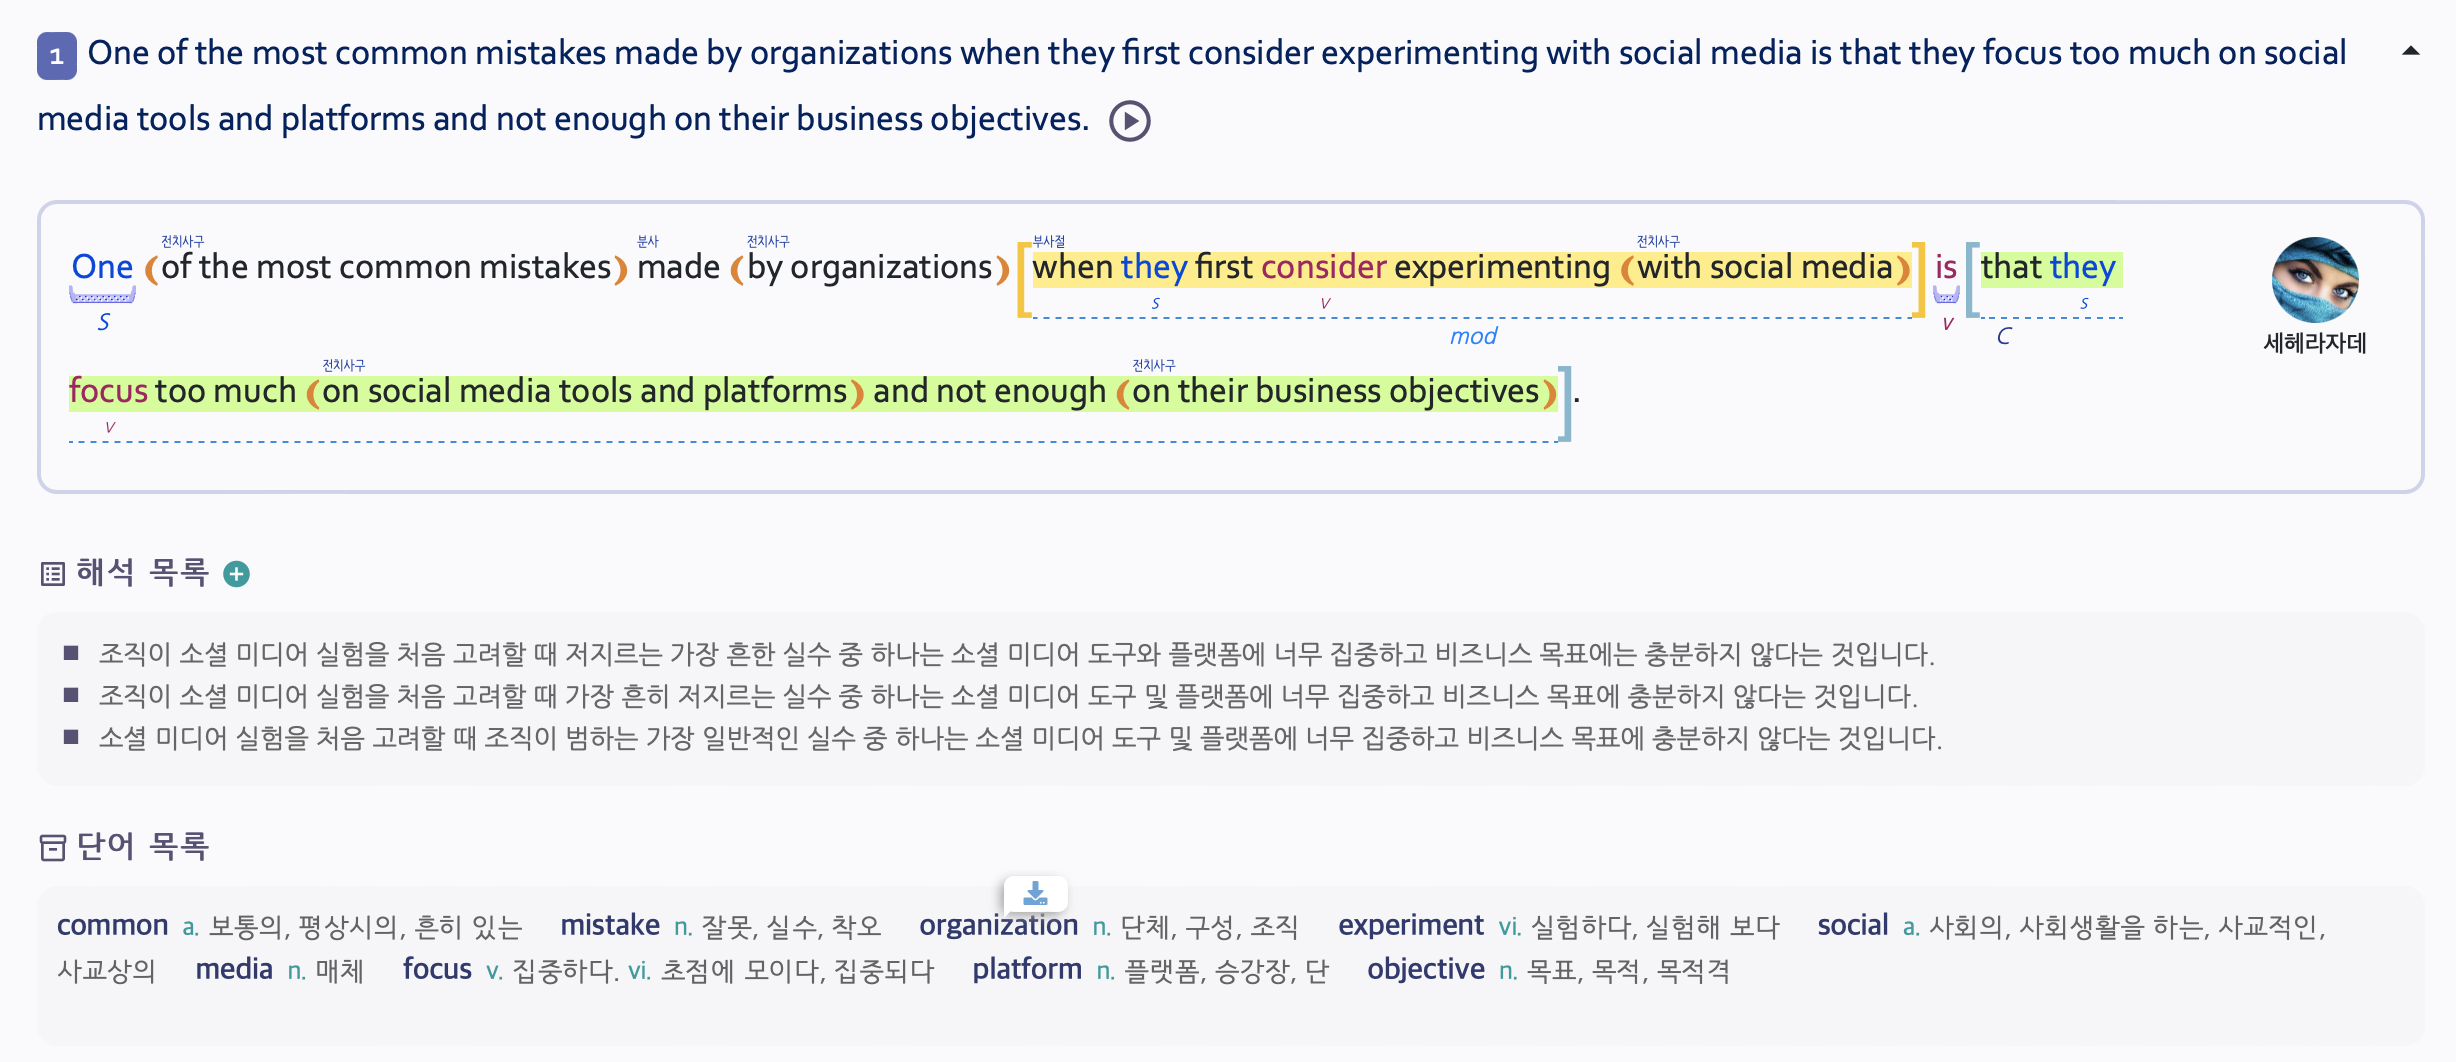 1 One of the most common mistakes made by organizations when they first consider experimenting with social media is that they focus too much on social
media tools and platforms and not enough on their business objectives.
전치사구 분사 전치사구 부사절 전치사구
One (of the most common mistakes) made (by organizations) [when they first consider experimenting (with social media)] is [that they
S S V mod V C S
세헤라자데
전치사구 전치사구
focus too much (on social media tools and platforms) and not enough (on their business objectives)].
V
해석 목록
■ 조직이 소셜 미디어 실험을 처음 고려할 때 저지르는 가장 흔한 실수 중 하나는 소셜 미디어 도구와 플랫폼에 너무 집중하고 비즈니스 목표에는 충분하지 않다는 것입니다.
■ 조직이 소셜 미디어 실험을 처음 고려할 때 가장 흔히 저지르는 실수 중 하나는 소셜 미디어 도구 및 플랫폼에 너무 집중하고 비즈니스 목표에 충분하지 않다는 것입니다.
■ 소셜 미디어 실험을 처음 고려할 때 조직이 범하는 가장 일반적인 실수 중 하나는 소셜 미디어 도구 및 플랫폼에 너무 집중하고 비즈니스 목표에 충분하지 않다는 것입니다.
단어 목록
common a. 보통의, 평상시의, 흔히 있는 mistake n. 잘못, 실수, 착오 organization n. 단체, 구성, 조직 experiment vi. 실험하다, 실험해 보다 social a. 사회의, 사회생활을 하는, 사교적인,
사교상의 media n. 매체 focus v. 집중하다. vi. 초점에 모이다, 집중되다 platform n. 플랫폼, 승강장, 단 objective n. 목표, 목적, 목적격